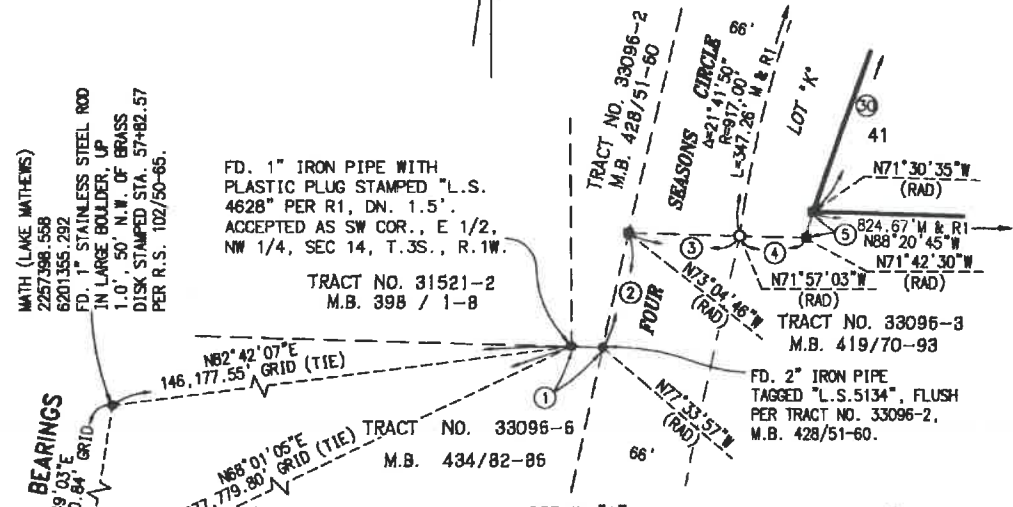 MATH (LAKE MATHEWS)
2257398.558
6201355.292
FD. 1" STAINLESS STEEL ROD
IN LARGE BOULDER, UP
1.0', 50' N.W. OF BRASS
DISK STAMPED STA. 57+82.57
PER R.S. 102/50-65.
FD. 1" IRON PIPE WITH
PLASTIC PLUG STAMPED "L.S.
4628" PER R1, DN. 1.5'.
ACCEPTED AS SW COR., E 1/2,
NW 1/4, SEC 14, T.3S., R.1W.
TRACT NO. 31521-2
M.B. 398 / 1-8
TRACT NO. 33096-2
M.B. 428/51-60
SEASONS CIRCLE
66'
Δ=21°41'50"
R=917.00'
L=347.26' M & R1
LOT "K"
30
41
N71°30'35"W
(RAD)
5
824.67' M & R1
N88°20'45"W
N71°42'30"W
(RAD)
3
4
N71°57'03"W
(RAD)
N73°04'46"W
(RAD)
2
FOUR
TRACT NO. 33096-3
M.B. 419/70-93
FD. 2" IRON PIPE
TAGGED "L.S.5134", FLUSH
PER TRACT NO. 33096-2,
M.B. 428/51-60.
N77°33'57"W
(RAD)
66'
1
N82°42'07"E
146,177.55' GRID (TIE)
TRACT NO. 33096-6
M.B. 434/82-86
N68°01'05"E
77,779.80' GRID (TIE)
BEARINGS
9'03"E
0.84' GRID